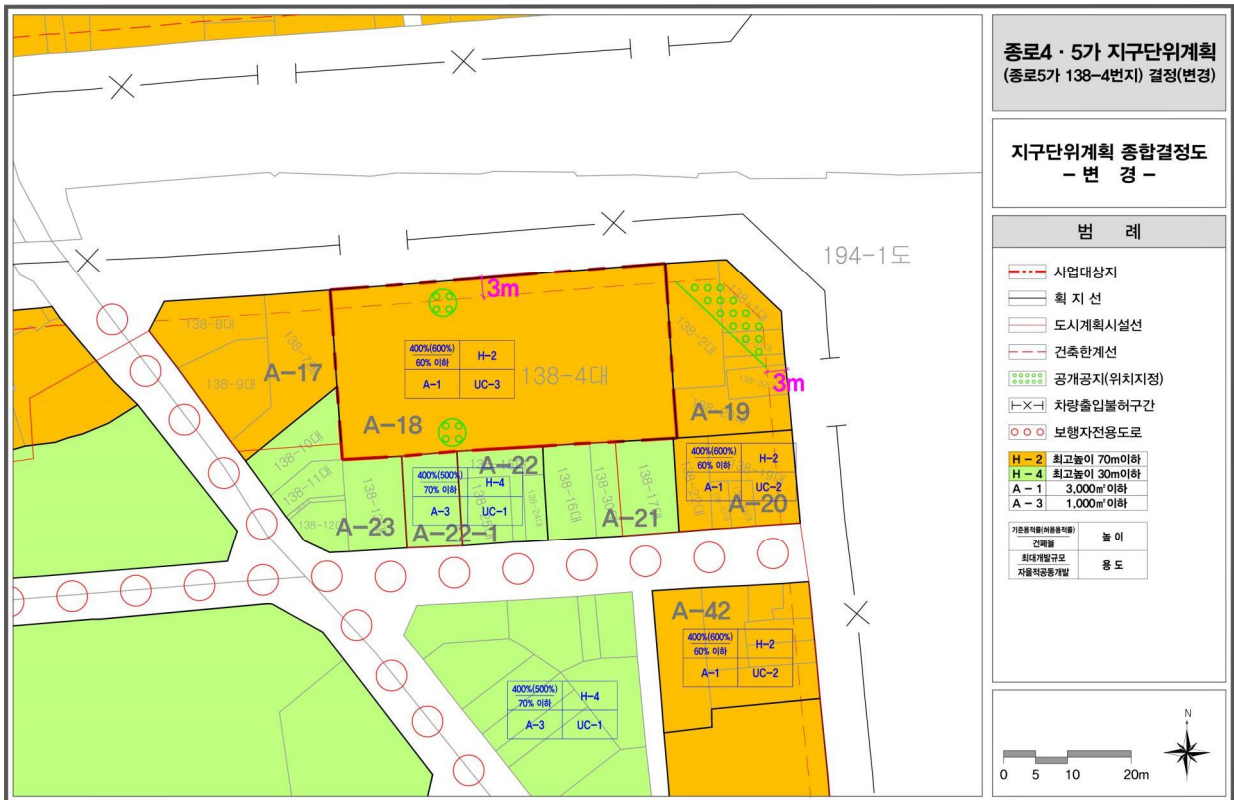 종로4 · 5가 지구단위계획
(종로5가 138-4번지) 결정(변경)
지구단위계획 종합결정도
- 변 경 -
범 례
사업대상지
획 지 선
도시계획시설선
건축한계선
공개공지(위치지정)
차량출입불허구간
보행자전용도로
H-2 최고높이 70m이하
H-4 최고높이 30m이하
A-1 3,000㎡이하
A-3 1,000㎡이하
기준용적률(허용용적률)
건폐율
높 이
최대개발규모
자율적공동개발
용 도
N
0 5 10 20m
194-1도
3m
138-8대
138-9대
A-17
400%(600%)
60% 이하
H-2
A-1
UC-3
138-4대
A-18
138-2대
3m
A-19
138-10대
138-11대
A-23
400%(500%)
70% 이하
H-4
A-3
UC-1
A-22
A-22-1
138-24대
138-16대
138-17대
A-21
400%(600%)
60% 이하
H-2
A-1
UC-2
A-20
A-42
400%(600%)
60% 이하
H-2
A-1
UC-2
400%(500%)
70% 이하
H-4
A-3
UC-1